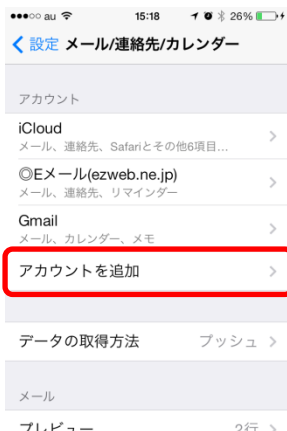 au 15:18 26%
設定 メール/連絡先/カレンダー
アカウント
iCloud
メール、連絡先、Safariとその他6項目...
◎Eメール(ezweb.ne.jp)
メール、連絡先、リマインダー
Gmail
メール、カレンダー、メモ
アカウントを追加
データの取得方法 プッシュ
メール
プレビュー 2行